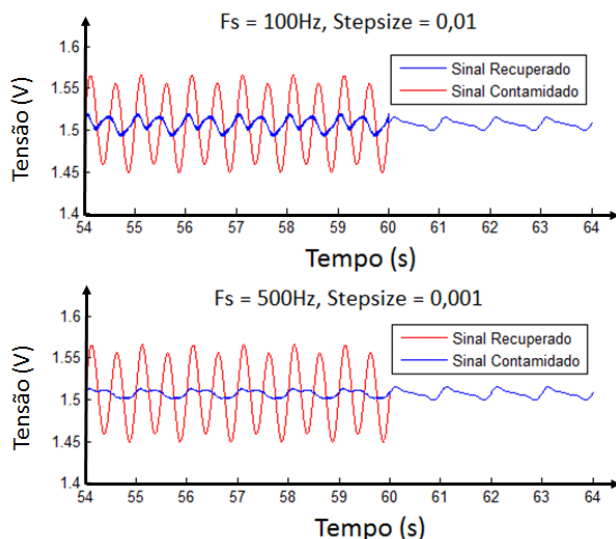 Fs = 100Hz, Stepsize = 0,01
Tensão (V)
1.6
1.55
1.5
1.45
1.4
Sinal Recuperado
Sinal Contamidado
54 55 56 57 58 59 60 61 62 63 64
Tempo (s)
Fs = 500Hz, Stepsize = 0,001
Tensão (V)
1.6
1.55
1.5
1.45
1.4
Sinal Recuperado
Sinal Contamidado
54 55 56 57 58 59 60 61 62 63 64
Tempo (s)